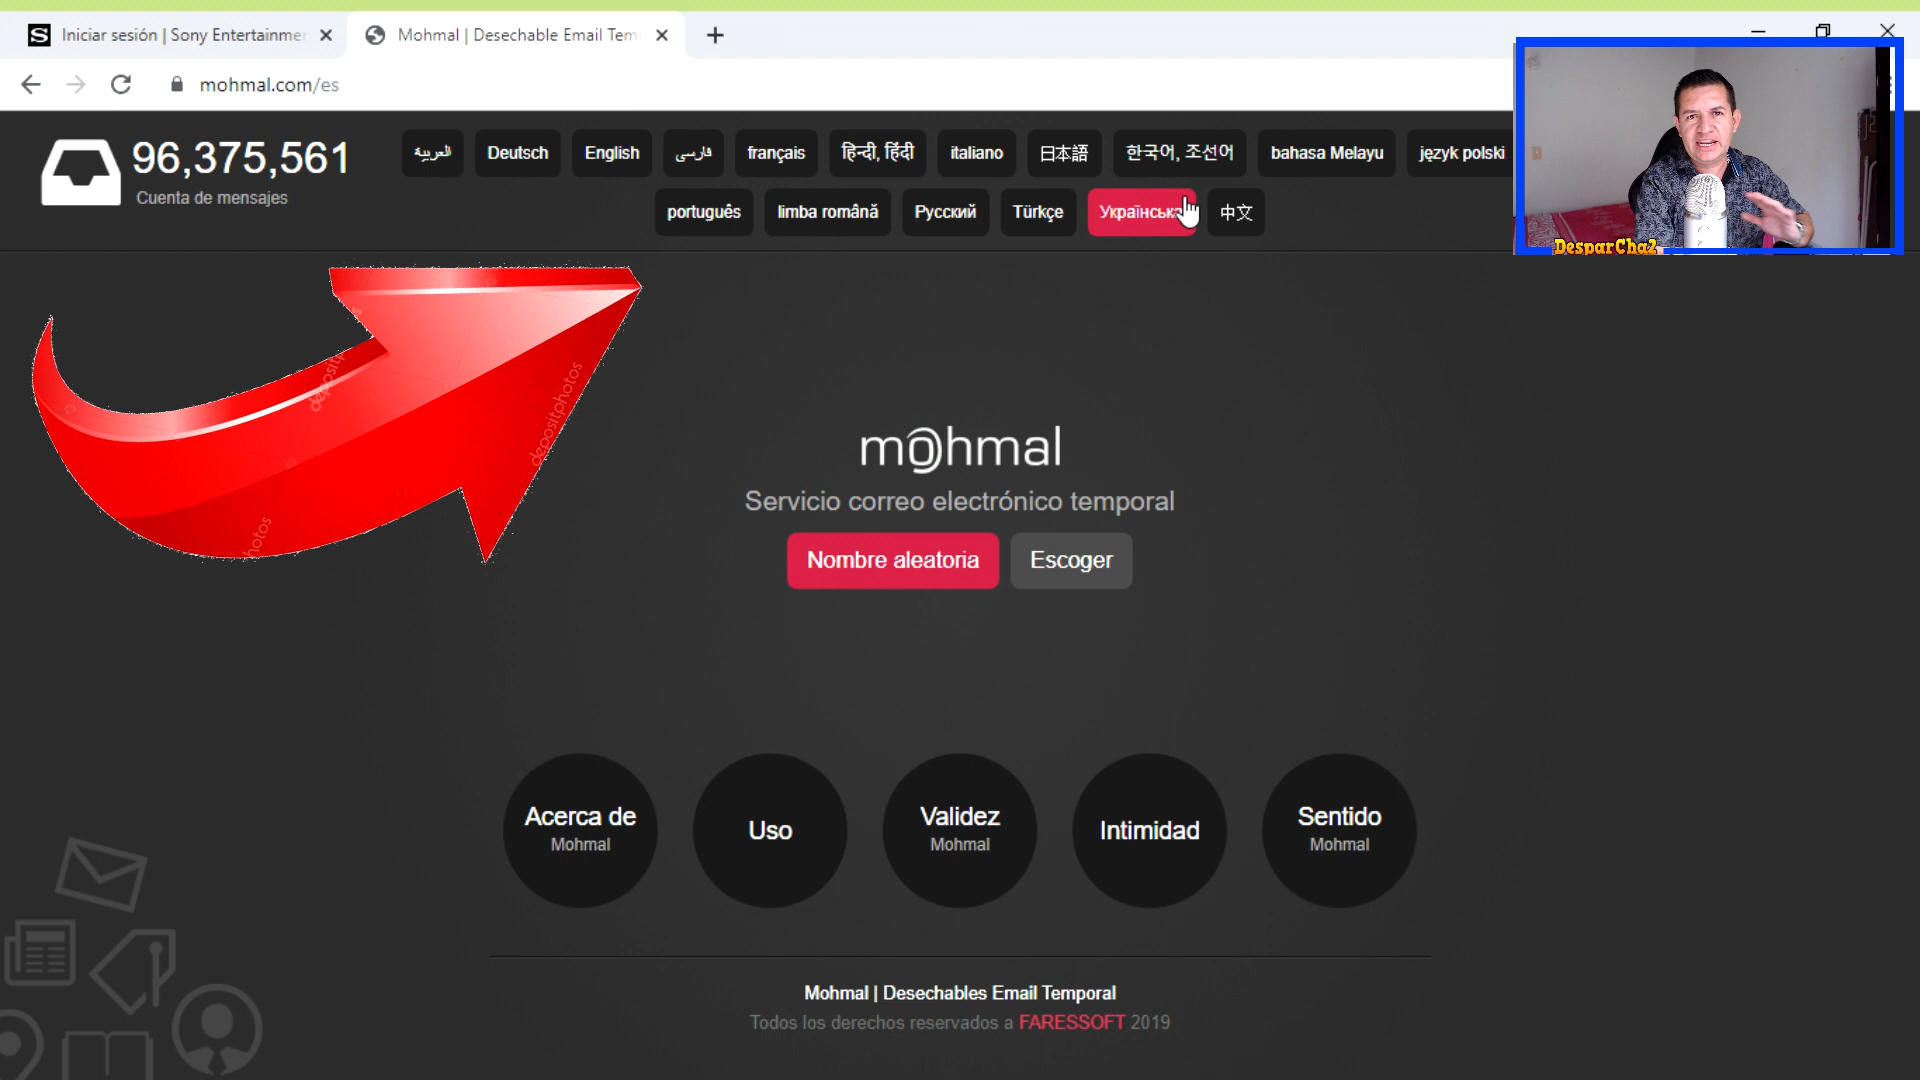 Iniciar sesión | Sony Entertainmer
Mohmal | Desechable Email Tem
mohmal.com/es
96,375,561
Cuenta de mensajes
العربية
Deutsch
English
فارسی
français
हिन्दी, हिंदी
italiano
日本語
한국어, 조선어
bahasa Melayu
język polski
português
limba română
Русский
Türkçe
Українська
中文
DesparCha2
depositphotos
mohmal
Servicio correo electrónico temporal
Nombre aleatoria
Escoger
Acerca de
Mohmal
Uso
Validez
Mohmal
Intimidad
Sentido
Mohmal
Mohmal | Desechables Email Temporal
Todos los derechos reservados a FARESSOFT 2019